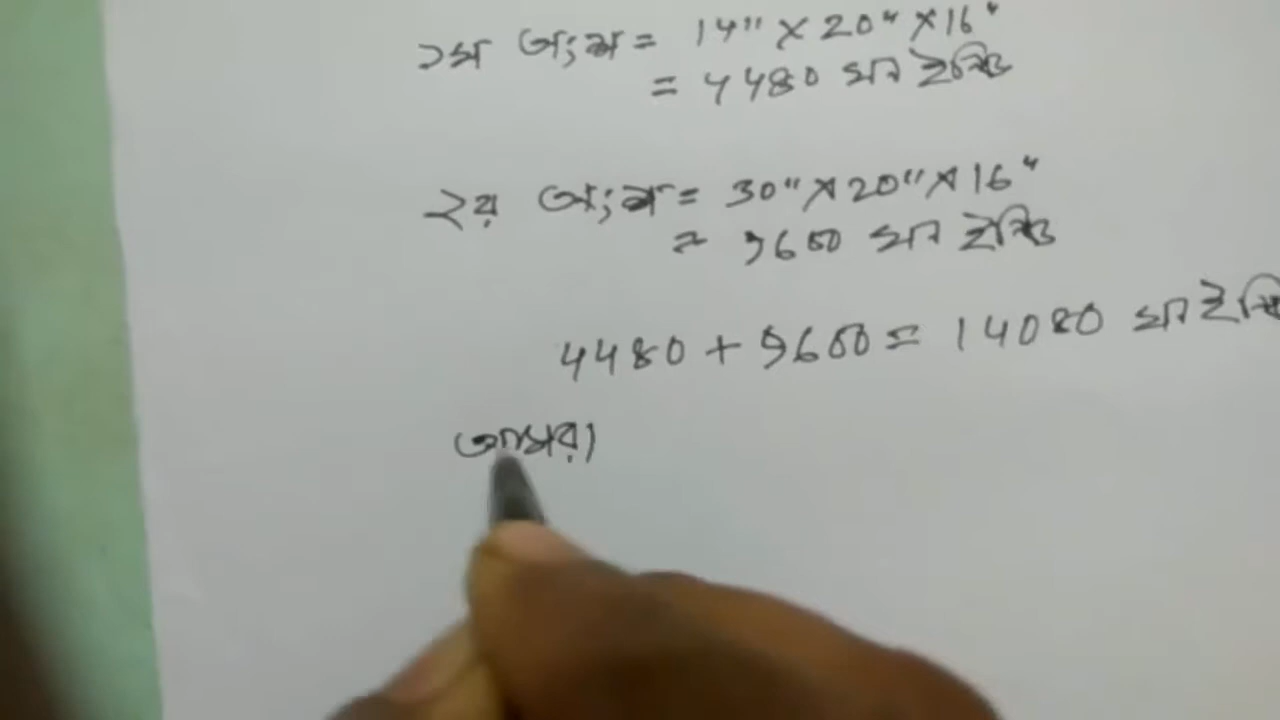 ১ম অংশ = 14" × 20" × 16"
= 4480 ঘন ইঞ্চি
২য় অংশ = 30" × 20" × 16"
= 9600 ঘন ইঞ্চি
4480 + 9600 = 14080 ঘন ইঞ্চি